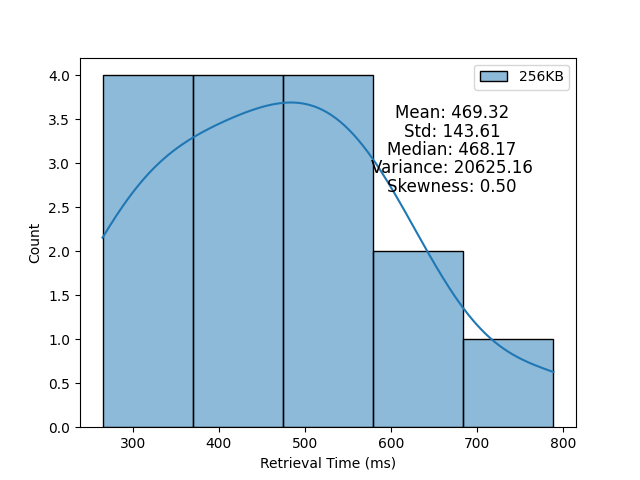 256KB
Mean: 469.32
Std: 143.61
Median: 468.17
Variance: 20625.16
Skewness: 0.50
Count
4.0
3.5
3.0
2.5
2.0
1.5
1.0
0.5
0.0
300 400 500 600 700 800
Retrieval Time (ms)